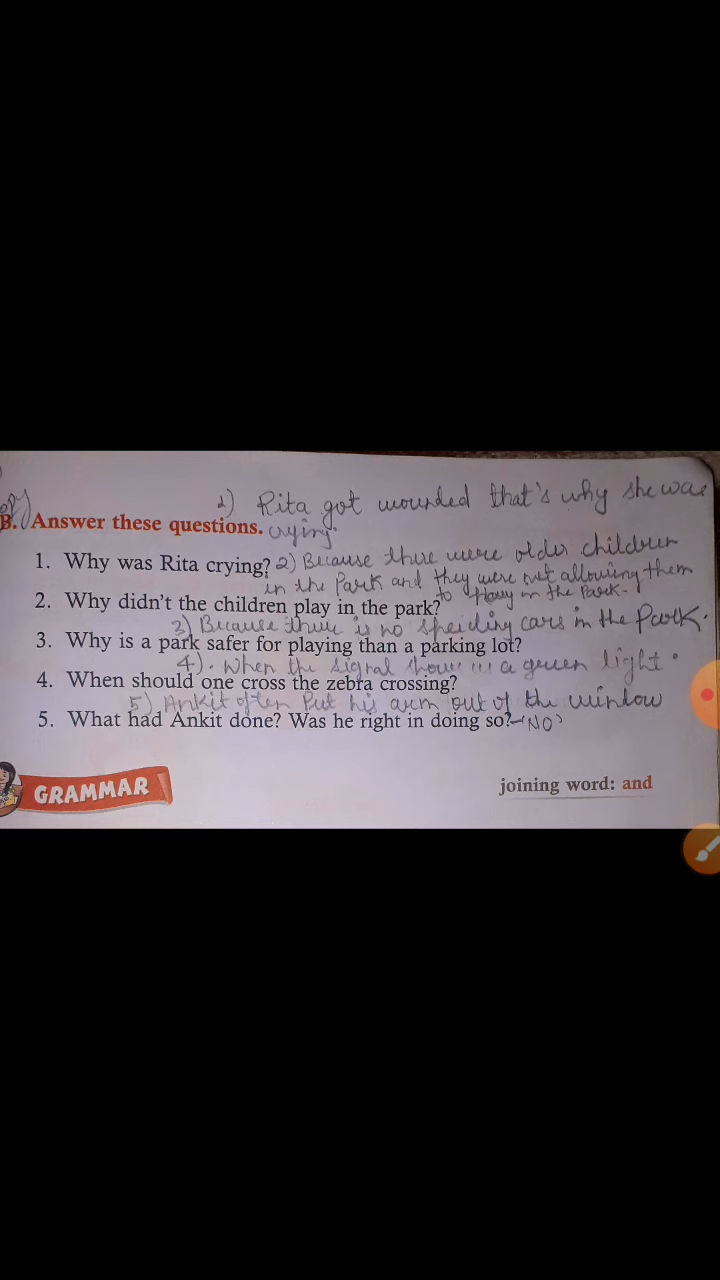 1) Rita got wounded that's why she was
B. Answer these questions. crying.
1. Why was Rita crying? 2) Because there were older children
in the Park and they were not allowing them
2. Why didn't the children play in the park? to play in the Park.
3) Because there is no speiding cars in the Park.
3. Why is a park safer for playing than a parking lot?
4). When the signal shows a green light.
4. When should one cross the zebra crossing?
5) Ankit often Put his arm out of the window
5. What had Ankit done? Was he right in doing so? "NO"
GRAMMAR
joining word: and